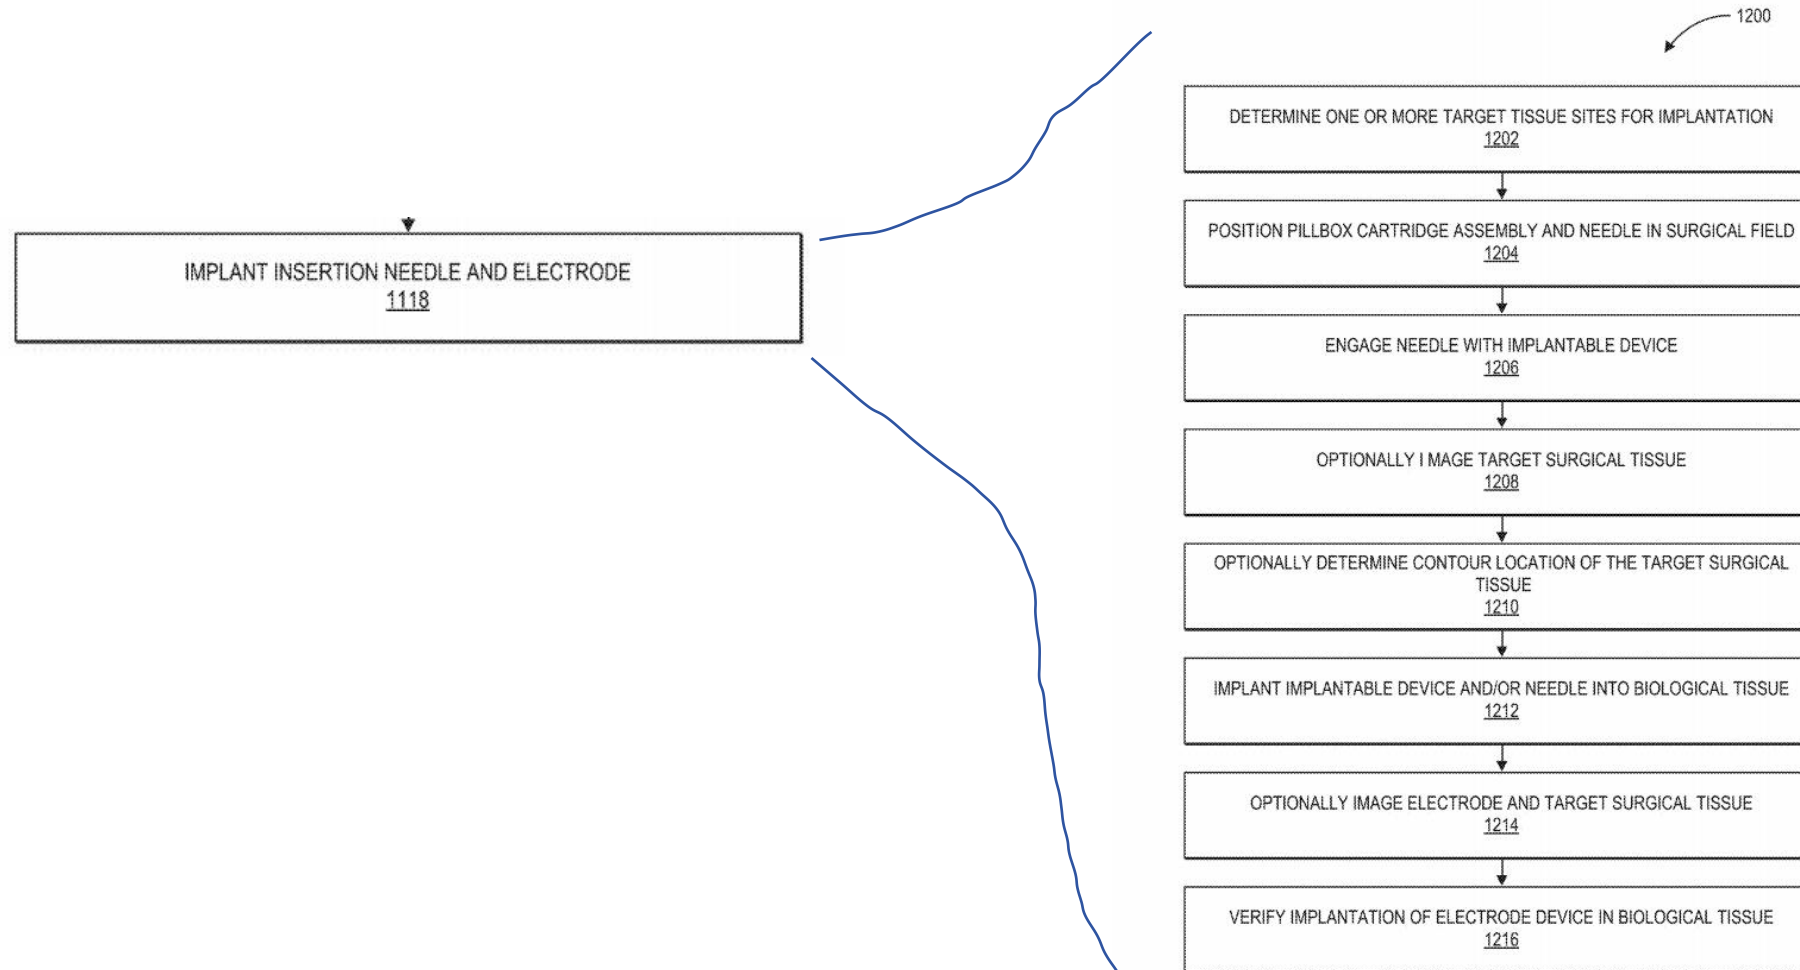 1200
DETERMINE ONE OR MORE TARGET TISSUE SITES FOR IMPLANTATION
1202
POSITION PILLBOX CARTRIDGE ASSEMBLY AND NEEDLE IN SURGICAL FIELD
1204
IMPLANT INSERTION NEEDLE AND ELECTRODE
1118
ENGAGE NEEDLE WITH IMPLANTABLE DEVICE
1206
OPTIONALLY I MAGE TARGET SURGICAL TISSUE
1208
OPTIONALLY DETERMINE CONTOUR LOCATION OF THE TARGET SURGICAL
TISSUE
1210
IMPLANT IMPLANTABLE DEVICE AND/OR NEEDLE INTO BIOLOGICAL TISSUE
1212
OPTIONALLY IMAGE ELECTRODE AND TARGET SURGICAL TISSUE
1214
VERIFY IMPLANTATION OF ELECTRODE DEVICE IN BIOLOGICAL TISSUE
1216